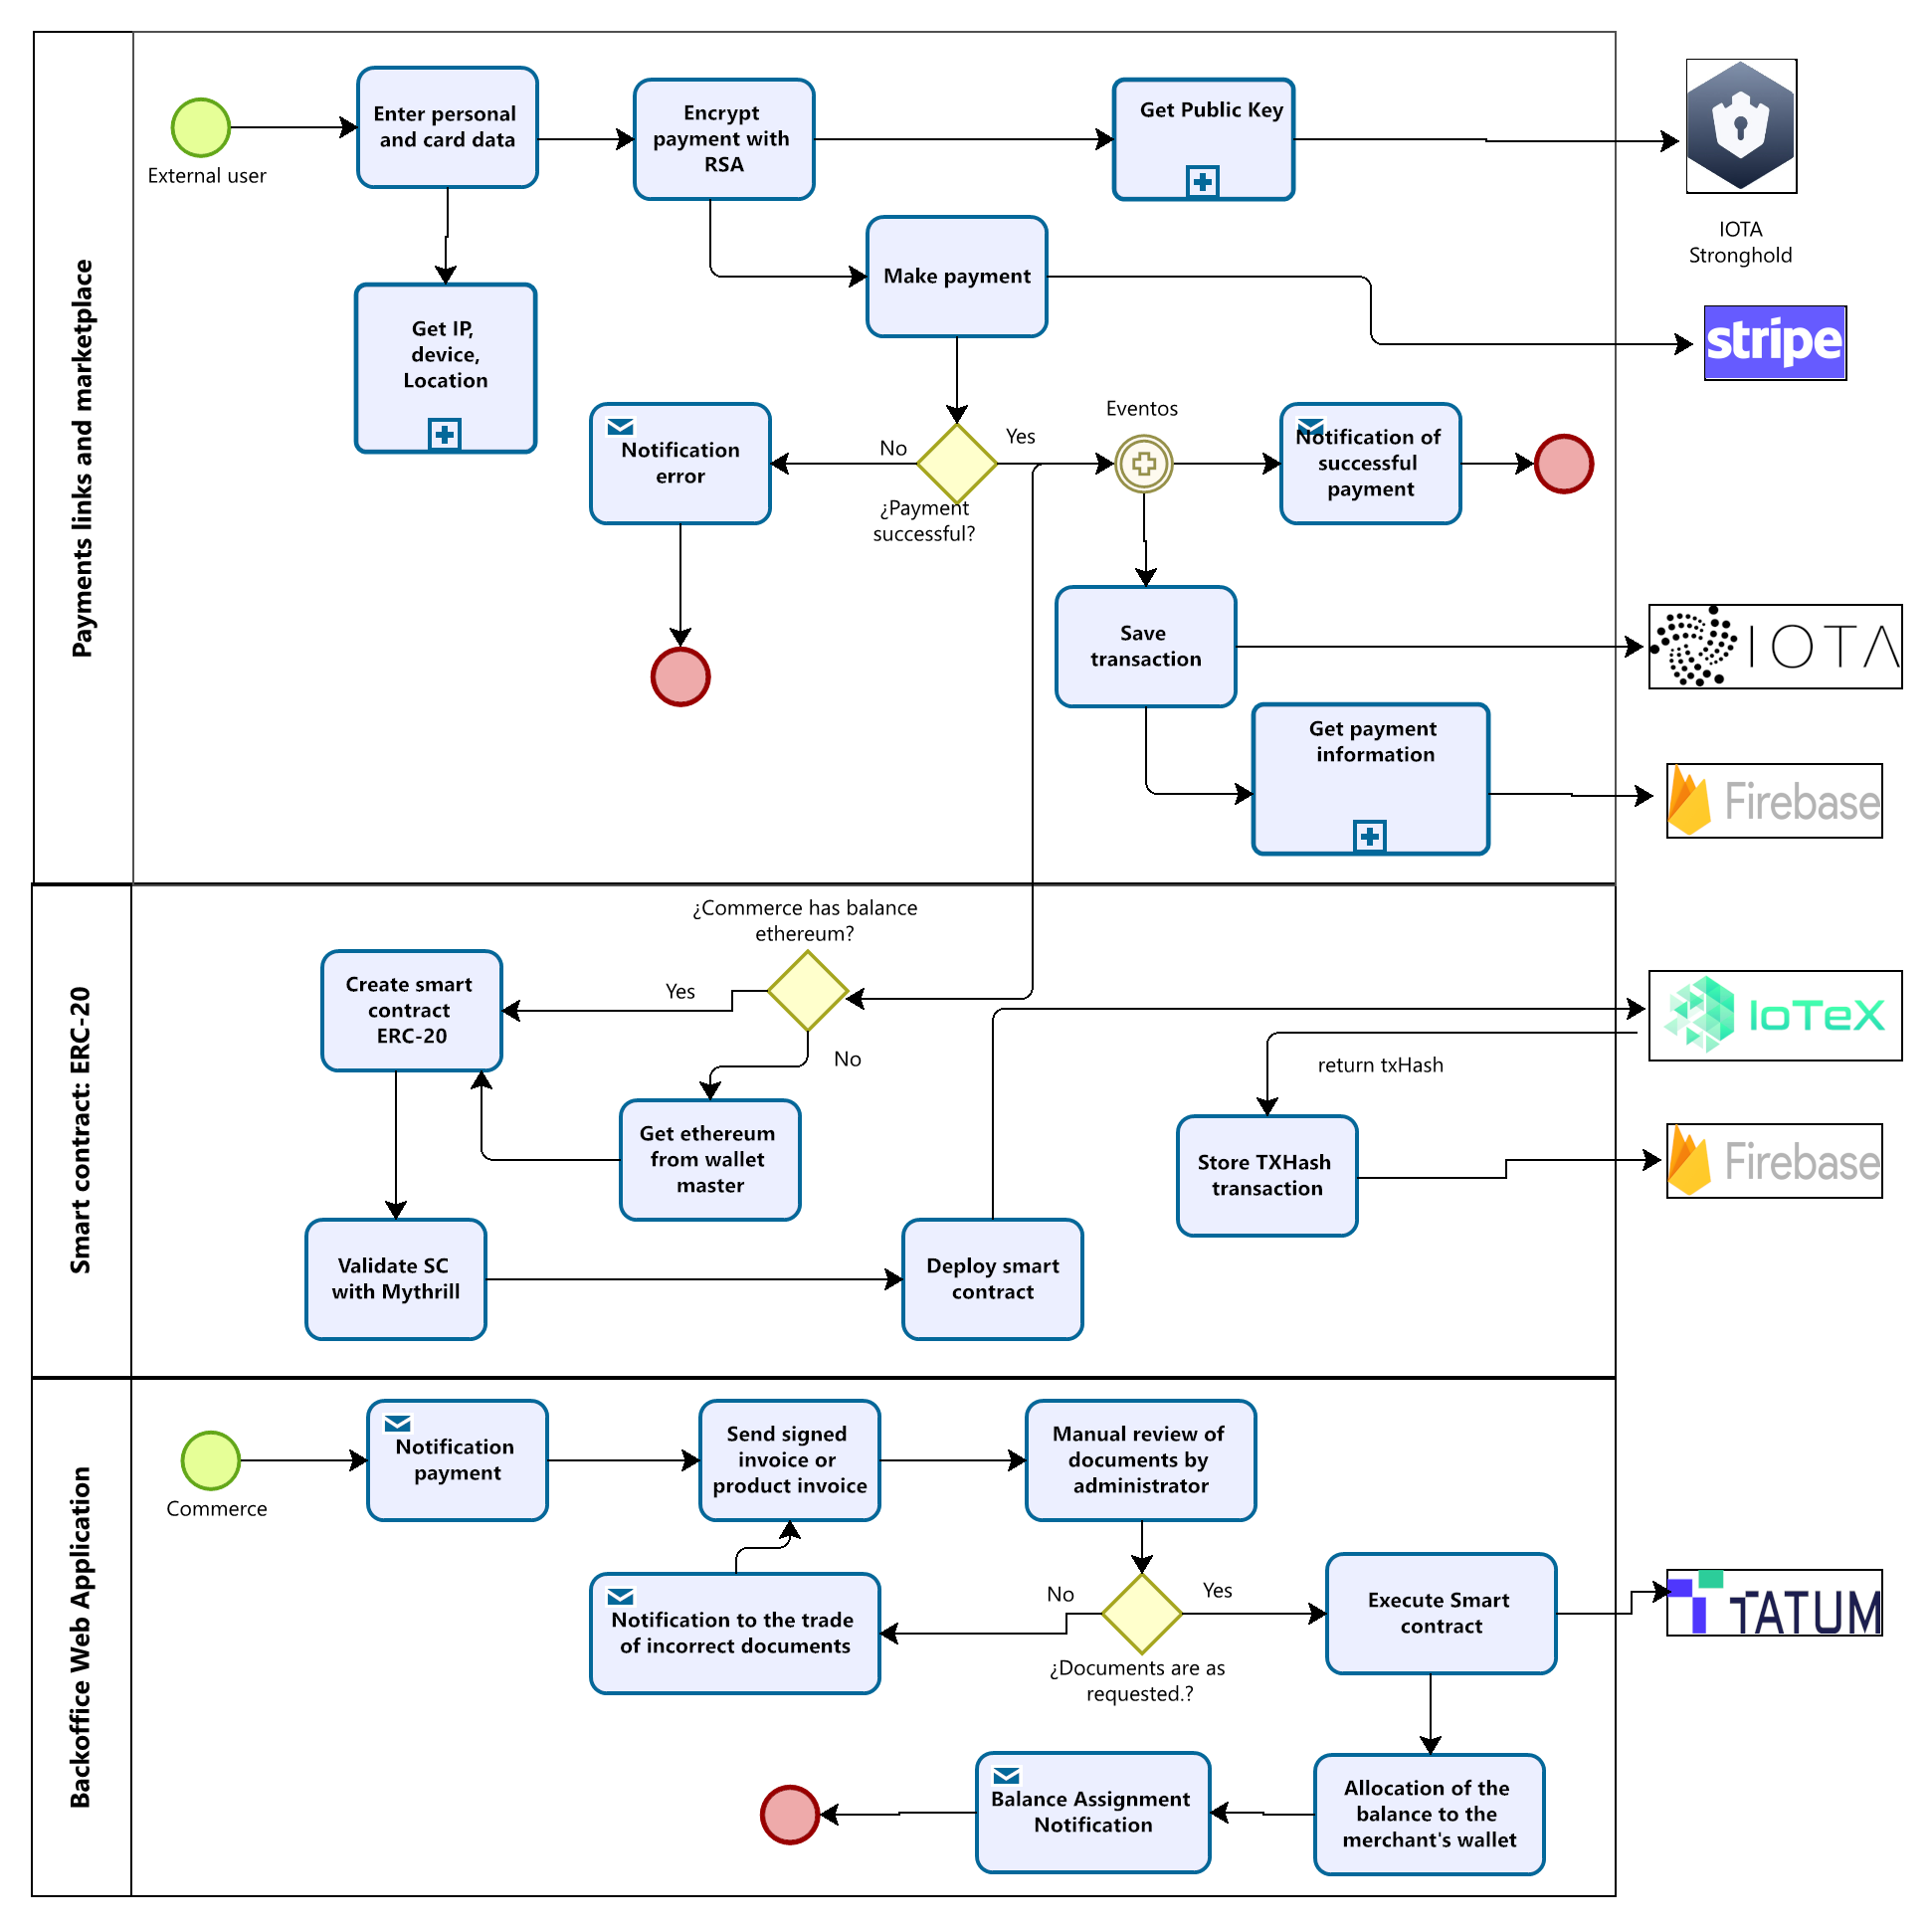 Payments links and marketplace
External user
Enter personal
and card data
Encrypt
payment with
RSA
Get Public Key
IOTA
Stronghold
Make payment
Get IP,
device,
Location
stripe
Notification
error
No
Yes
¿Payment
successful?
Eventos
Notification of
successful
payment
Save
transaction
IOTA
Get payment
information
Firebase
Smart contract: ERC-20
¿Commerce has balance
ethereum?
Create smart
contract
ERC-20
Yes
No
IoTeX
return txHash
Get ethereum
from wallet
master
Store TXHash
transaction
Firebase
Validate SC
with Mythrill
Deploy smart
contract
Backoffice Web Application
Commerce
Notification
payment
Send signed
invoice or
product invoice
Manual review of
documents by
administrator
Notification to the trade
of incorrect documents
No
Yes
¿Documents are as
requested.?
Execute Smart
contract
TATUM
Balance Assignment
Notification
Allocation of the
balance to the
merchant's wallet